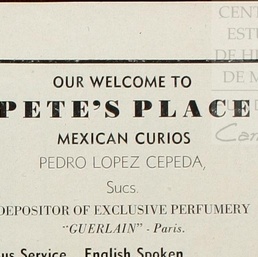 OUR WELCOME TO
PETE'S PLACE
MEXICAN CURIOS
PEDRO LOPEZ CEPEDA,
Sucs.
DEPOSITOR OF EXCLUSIVE PERFUMERY
"GUERLAIN" - Paris.
Service English Spoken